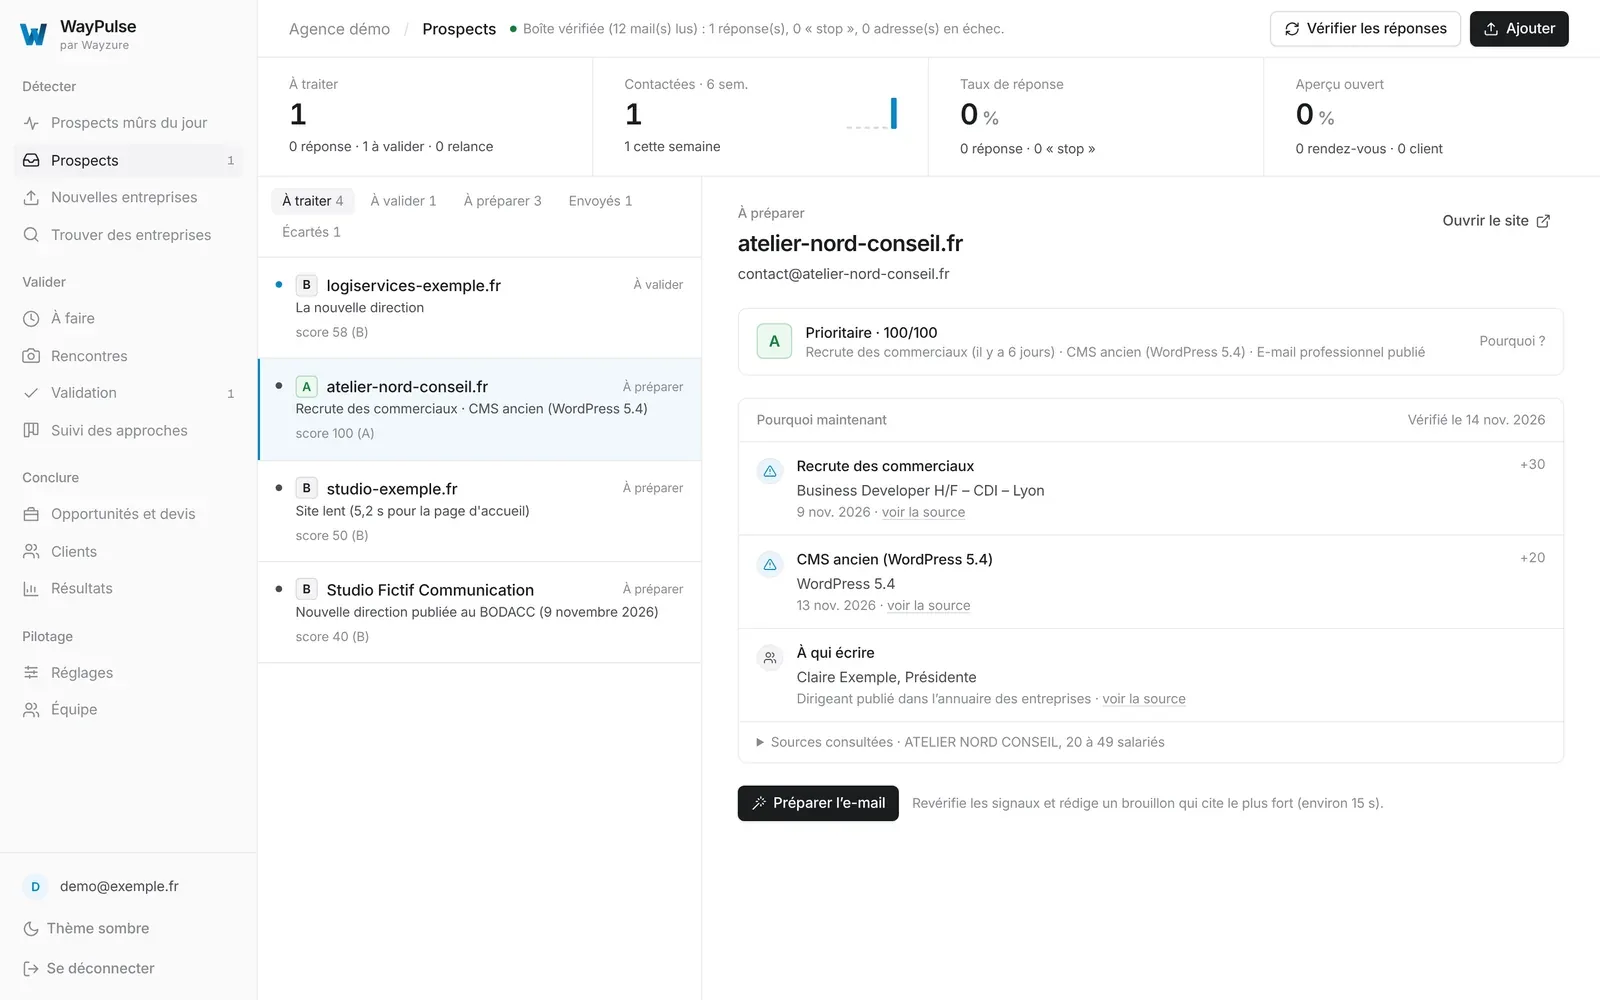 WayPulse
par Wayzure
Détecter
Prospects mûrs du jour
Prospects 1
Nouvelles entreprises
Trouver des entreprises
Valider
À faire
Rencontres
Validation 1
Suivi des approches
Conclure
Opportunités et devis
Clients
Résultats
Pilotage
Réglages
Équipe
D demo@exemple.fr
Thème sombre
Se déconnecter
Agence démo / Prospects Boîte vérifiée (12 mail(s) lus) : 1 réponse(s), 0 « stop », 0 adresse(s) en échec.
Vérifier les réponses
Ajouter
À traiter
1
0 réponse · 1 à valider · 0 relance
Contactées · 6 sem.
1
1 cette semaine
Taux de réponse
0 %
0 réponse · 0 « stop »
Aperçu ouvert
0 %
0 rendez-vous · 0 client
À traiter 4 À valider 1 À préparer 3 Envoyés 1
Écartés 1
B logiservices-exemple.fr À valider
La nouvelle direction
score 58 (B)
A atelier-nord-conseil.fr À préparer
Recrute des commerciaux · CMS ancien (WordPress 5.4)
score 100 (A)
B studio-exemple.fr À préparer
Site lent (5,2 s pour la page d'accueil)
score 50 (B)
B Studio Fictif Communication À préparer
Nouvelle direction publiée au BODACC (9 novembre 2026)
score 40 (B)
À préparer
atelier-nord-conseil.fr
contact@atelier-nord-conseil.fr
Ouvrir le site
A Prioritaire · 100/100
Recrute des commerciaux (il y a 6 jours) · CMS ancien (WordPress 5.4) · E-mail professionnel publié
Pourquoi ?
Pourquoi maintenant Vérifié le 14 nov. 2026
Recrute des commerciaux +30
Business Developer H/F – CDI – Lyon
9 nov. 2026 · voir la source
CMS ancien (WordPress 5.4) +20
WordPress 5.4
13 nov. 2026 · voir la source
À qui écrire
Claire Exemple, Présidente
Dirigeant publié dans l’annuaire des entreprises · voir la source
Sources consultées · ATELIER NORD CONSEIL, 20 à 49 salariés
Préparer l’e-mail Revérifie les signaux et rédige un brouillon qui cite le plus fort (environ 15 s).